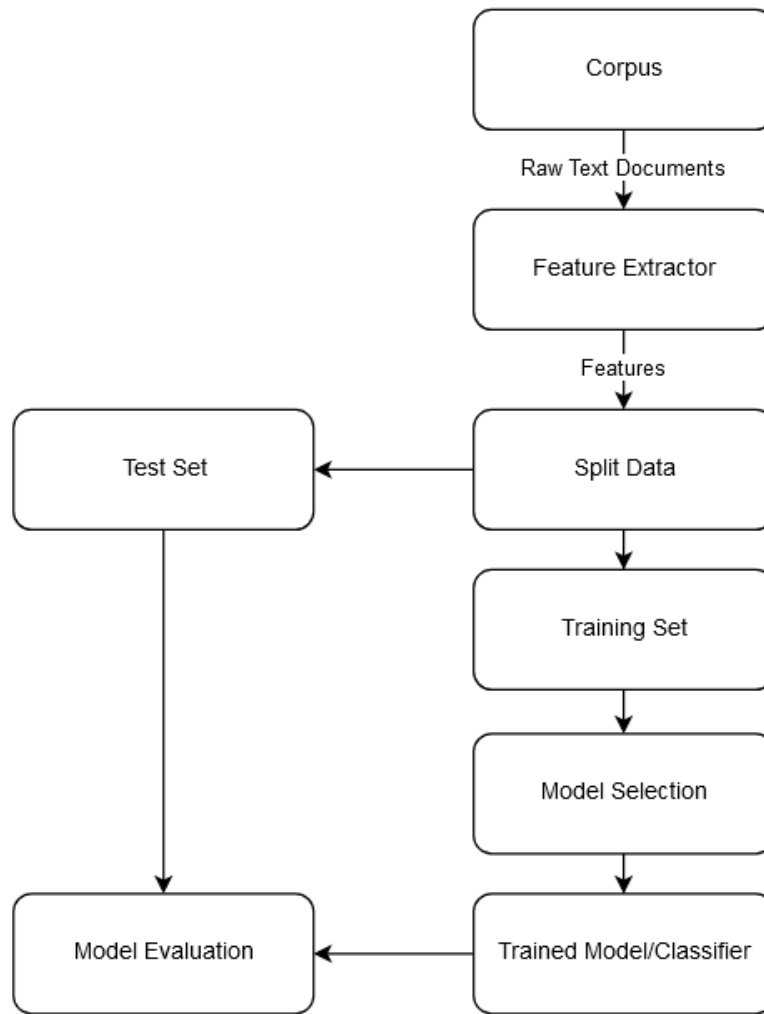 Corpus
Raw Text Documents
Feature Extractor
Features
Test Set
Split Data
Training Set
Model Selection
Model Evaluation
Trained Model/Classifier